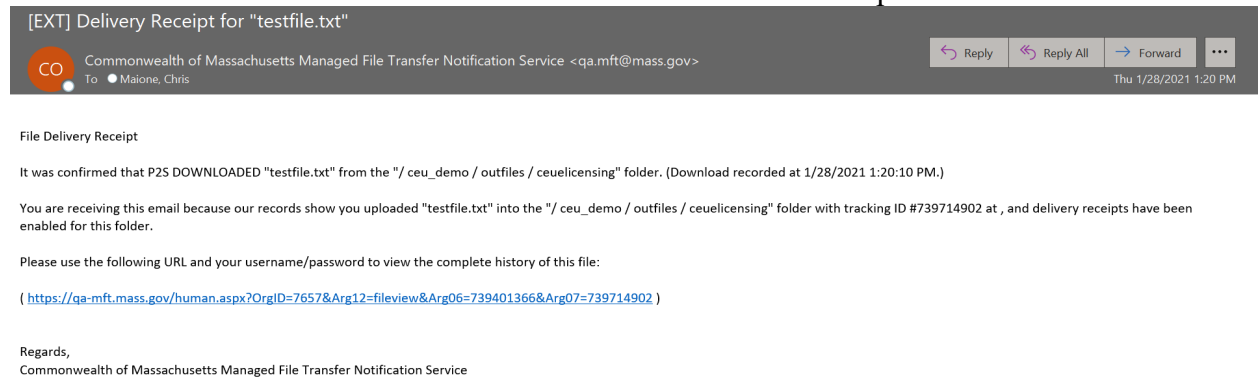 [EXT] Delivery Receipt for "testfile.txt"
CO
Commonwealth of Massachusetts Managed File Transfer Notification Service <qa.mft@mass.gov>
To Maione, Chris
Reply Reply All Forward ...
Thu 1/28/2021 1:20 PM
File Delivery Receipt
It was confirmed that P2S DOWNLOADED "testfile.txt" from the "/ ceu_demo / outfiles / ceuelicensing" folder. (Download recorded at 1/28/2021 1:20:10 PM.)
You are receiving this email because our records show you uploaded "testfile.txt" into the "/ ceu_demo / outfiles / ceuelicensing" folder with tracking ID #739714902 at , and delivery receipts have been
enabled for this folder.
Please use the following URL and your username/password to view the complete history of this file:
( https://qa-mft.mass.gov/human.aspx?OrgID=7657&Arg12=fileview&Arg06=739401366&Arg07=739714902 )
Regards,
Commonwealth of Massachusetts Managed File Transfer Notification Service